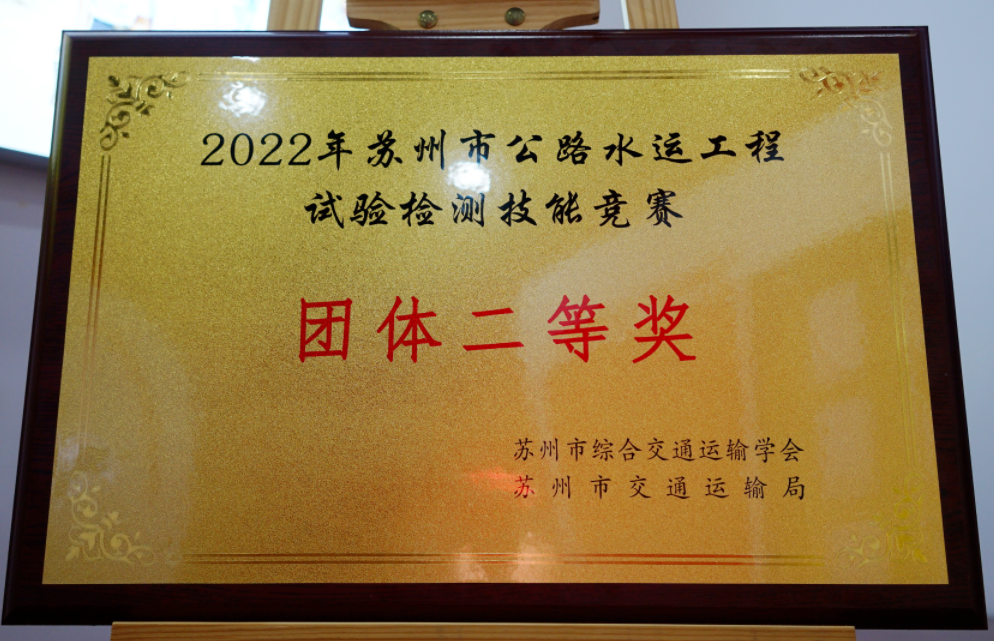 2022年苏州市公路水运工程
试验检测技能竞赛
团体二等奖
苏州市综合交通运输学会
苏州市交通运输局